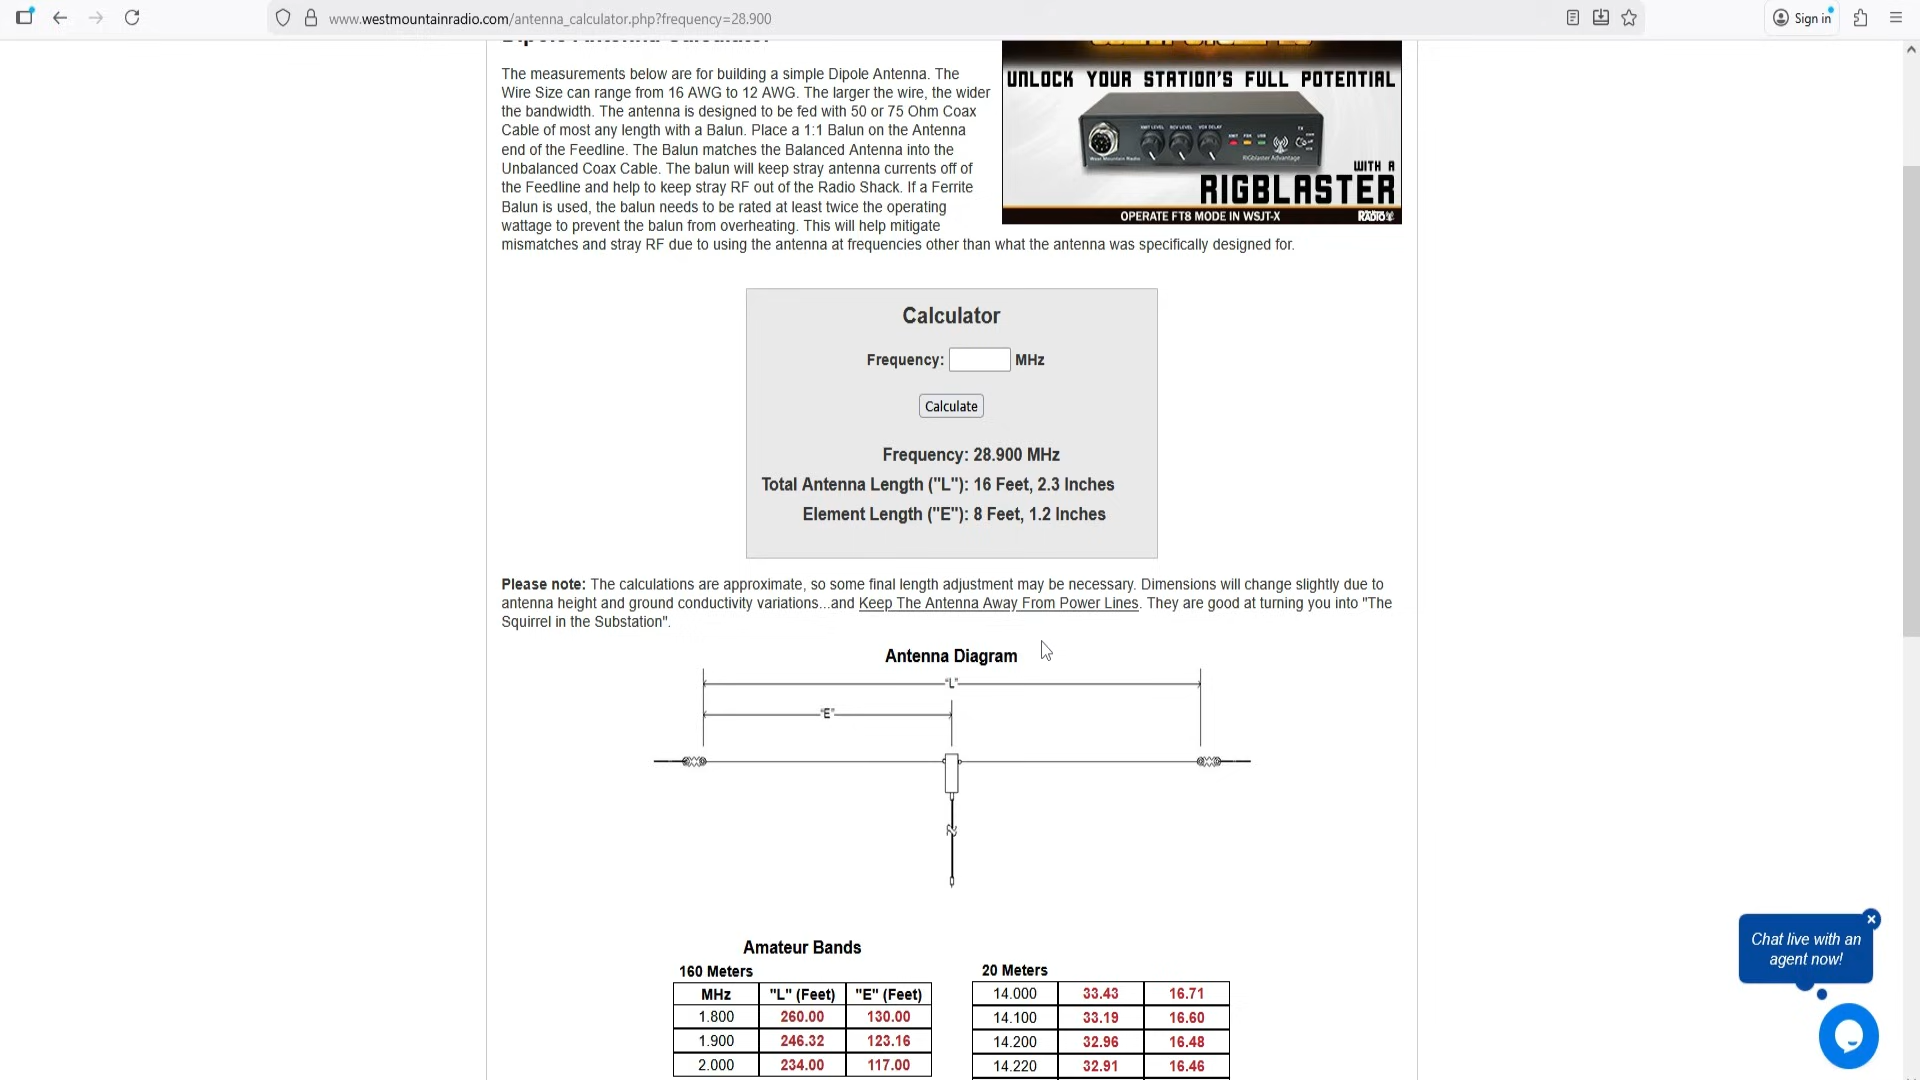 www.westmountainradio.com/antenna_calculator.php?frequency=28.900
Sign in
The measurements below are for building a simple Dipole Antenna. The
Wire Size can range from 16 AWG to 12 AWG. The larger the wire, the wider
the bandwidth. The antenna is designed to be fed with 50 or 75 Ohm Coax
Cable of most any length with a Balun. Place a 1:1 Balun on the Antenna
end of the Feedline. The Balun matches the Balanced Antenna into the
Unbalanced Coax Cable. The balun will keep stray antenna currents off of
the Feedline and help to keep stray RF out of the Radio Shack. If a Ferrite
Balun is used, the balun needs to be rated at least twice the operating
wattage to prevent the balun from overheating. This will help mitigate
mismatches and stray RF due to using the antenna at frequencies other than what the antenna was specifically designed for.
UNLOCK YOUR STATION'S FULL POTENTIAL
XMIT LEVEL RCV LEVEL VOX DELAY
West Mountain Radio
RIGblaster Advantage
WITH A
RIGBLASTER
OPERATE FT8 MODE IN WSJT-X
Calculator
Frequency: MHz
Calculate
Frequency: 28.900 MHz
Total Antenna Length ("L"): 16 Feet, 2.3 Inches
Element Length ("E"): 8 Feet, 1.2 Inches
Please note: The calculations are approximate, so some final length adjustment may be necessary. Dimensions will change slightly due to
antenna height and ground conductivity variations...and Keep The Antenna Away From Power Lines. They are good at turning you into "The
Squirrel in the Substation".
Antenna Diagram
"L"
"E"
Amateur Bands
160 Meters
MHz "L" (Feet) "E" (Feet)
1.800 260.00 130.00
1.900 246.32 123.16
2.000 234.00 117.00
20 Meters
14.000 33.43 16.71
14.100 33.19 16.60
14.200 32.96 16.48
14.220 32.91 16.46
Chat live with an
agent now!